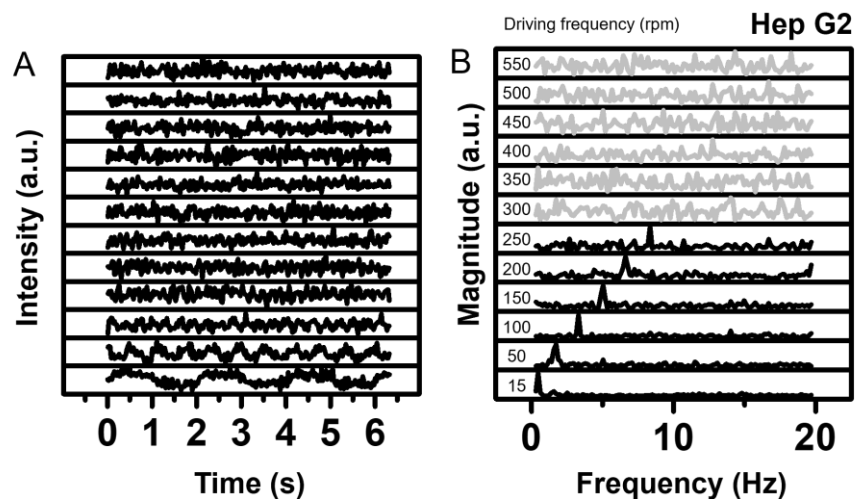 Driving frequency (rpm) Hep G2
A
B
Intensity (a.u.)
Magnitude (a.u.)
550
500
450
400
350
300
250
200
150
100
50
15
0 1 2 3 4 5 6
0 10 20
Time (s)
Frequency (Hz)